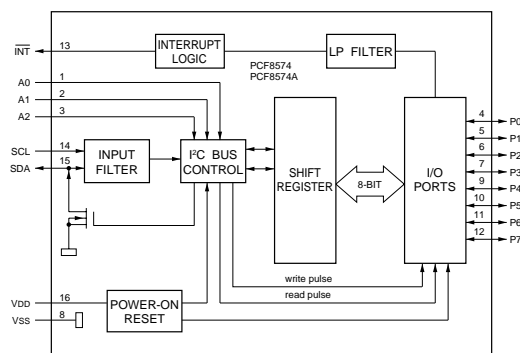 INT 13 INTERRUPT LOGIC
PCF8574
PCF8574A
LP FILTER
A0 1
A1 2
A2 3
SCL 14
SDA 15
INPUT FILTER
I²C BUS CONTROL
SHIFT REGISTER
8-BIT
I/O PORTS
4 P0
5 P1
6 P2
7 P3
9 P4
10 P5
11 P6
12 P7
write pulse
read pulse
VDD 16
VSS 8
POWER-ON RESET